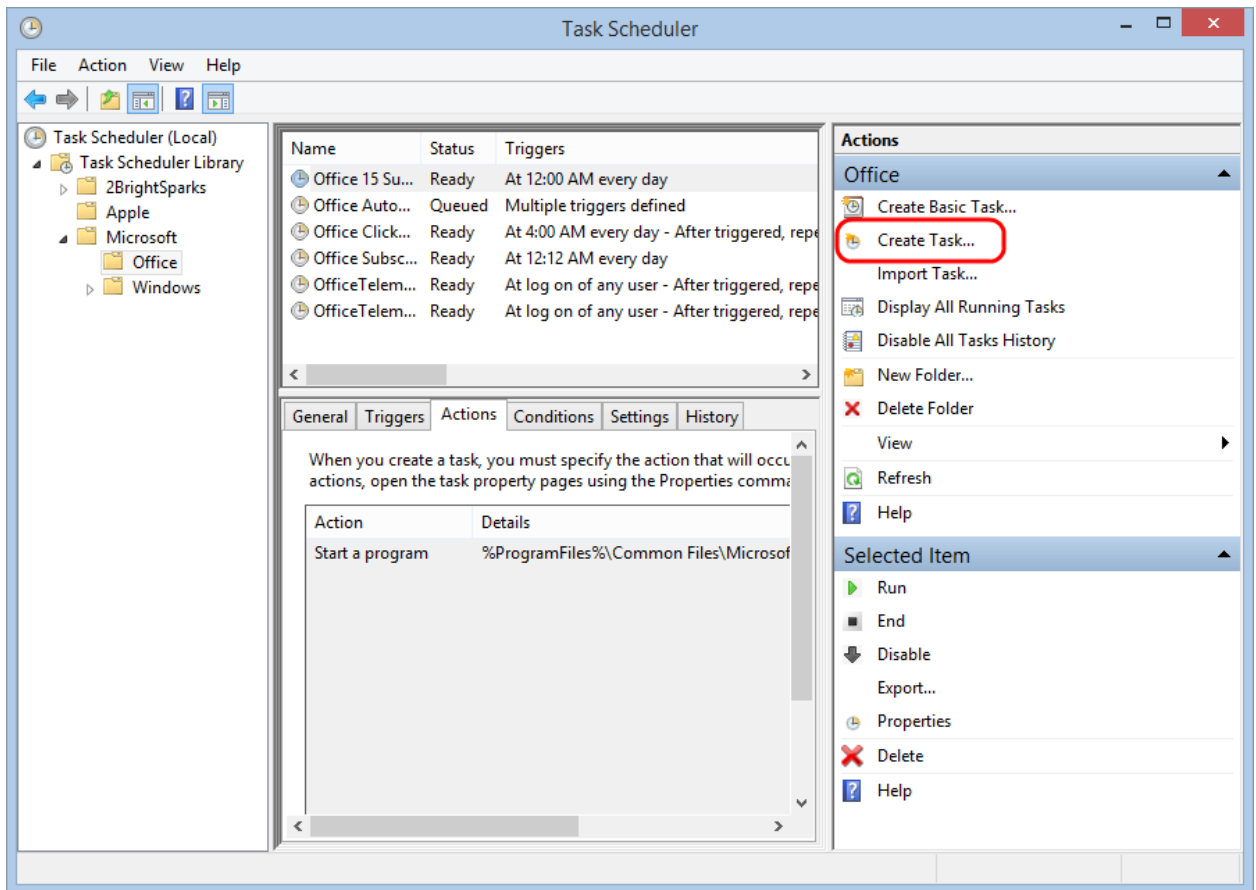 Task Scheduler
File Action View Help
Task Scheduler (Local)
Task Scheduler Library
2BrightSparks
Apple
Microsoft
Office
Windows
Name Status Triggers
Office 15 Su... Ready At 12:00 AM every day
Office Auto... Queued Multiple triggers defined
Office Click... Ready At 4:00 AM every day - After triggered, repe
Office Subsc... Ready At 12:12 AM every day
OfficeTelem... Ready At log on of any user - After triggered, repe
OfficeTelem... Ready At log on of any user - After triggered, repe
General Triggers Actions Conditions Settings History
When you create a task, you must specify the action that will occu
actions, open the task property pages using the Properties comma
Action Details
Start a program %ProgramFiles%\Common Files\Microsof
Actions
Office
Create Basic Task...
Create Task...
Import Task...
Display All Running Tasks
Disable All Tasks History
New Folder...
Delete Folder
View
Refresh
Help
Selected Item
Run
End
Disable
Export...
Properties
Delete
Help